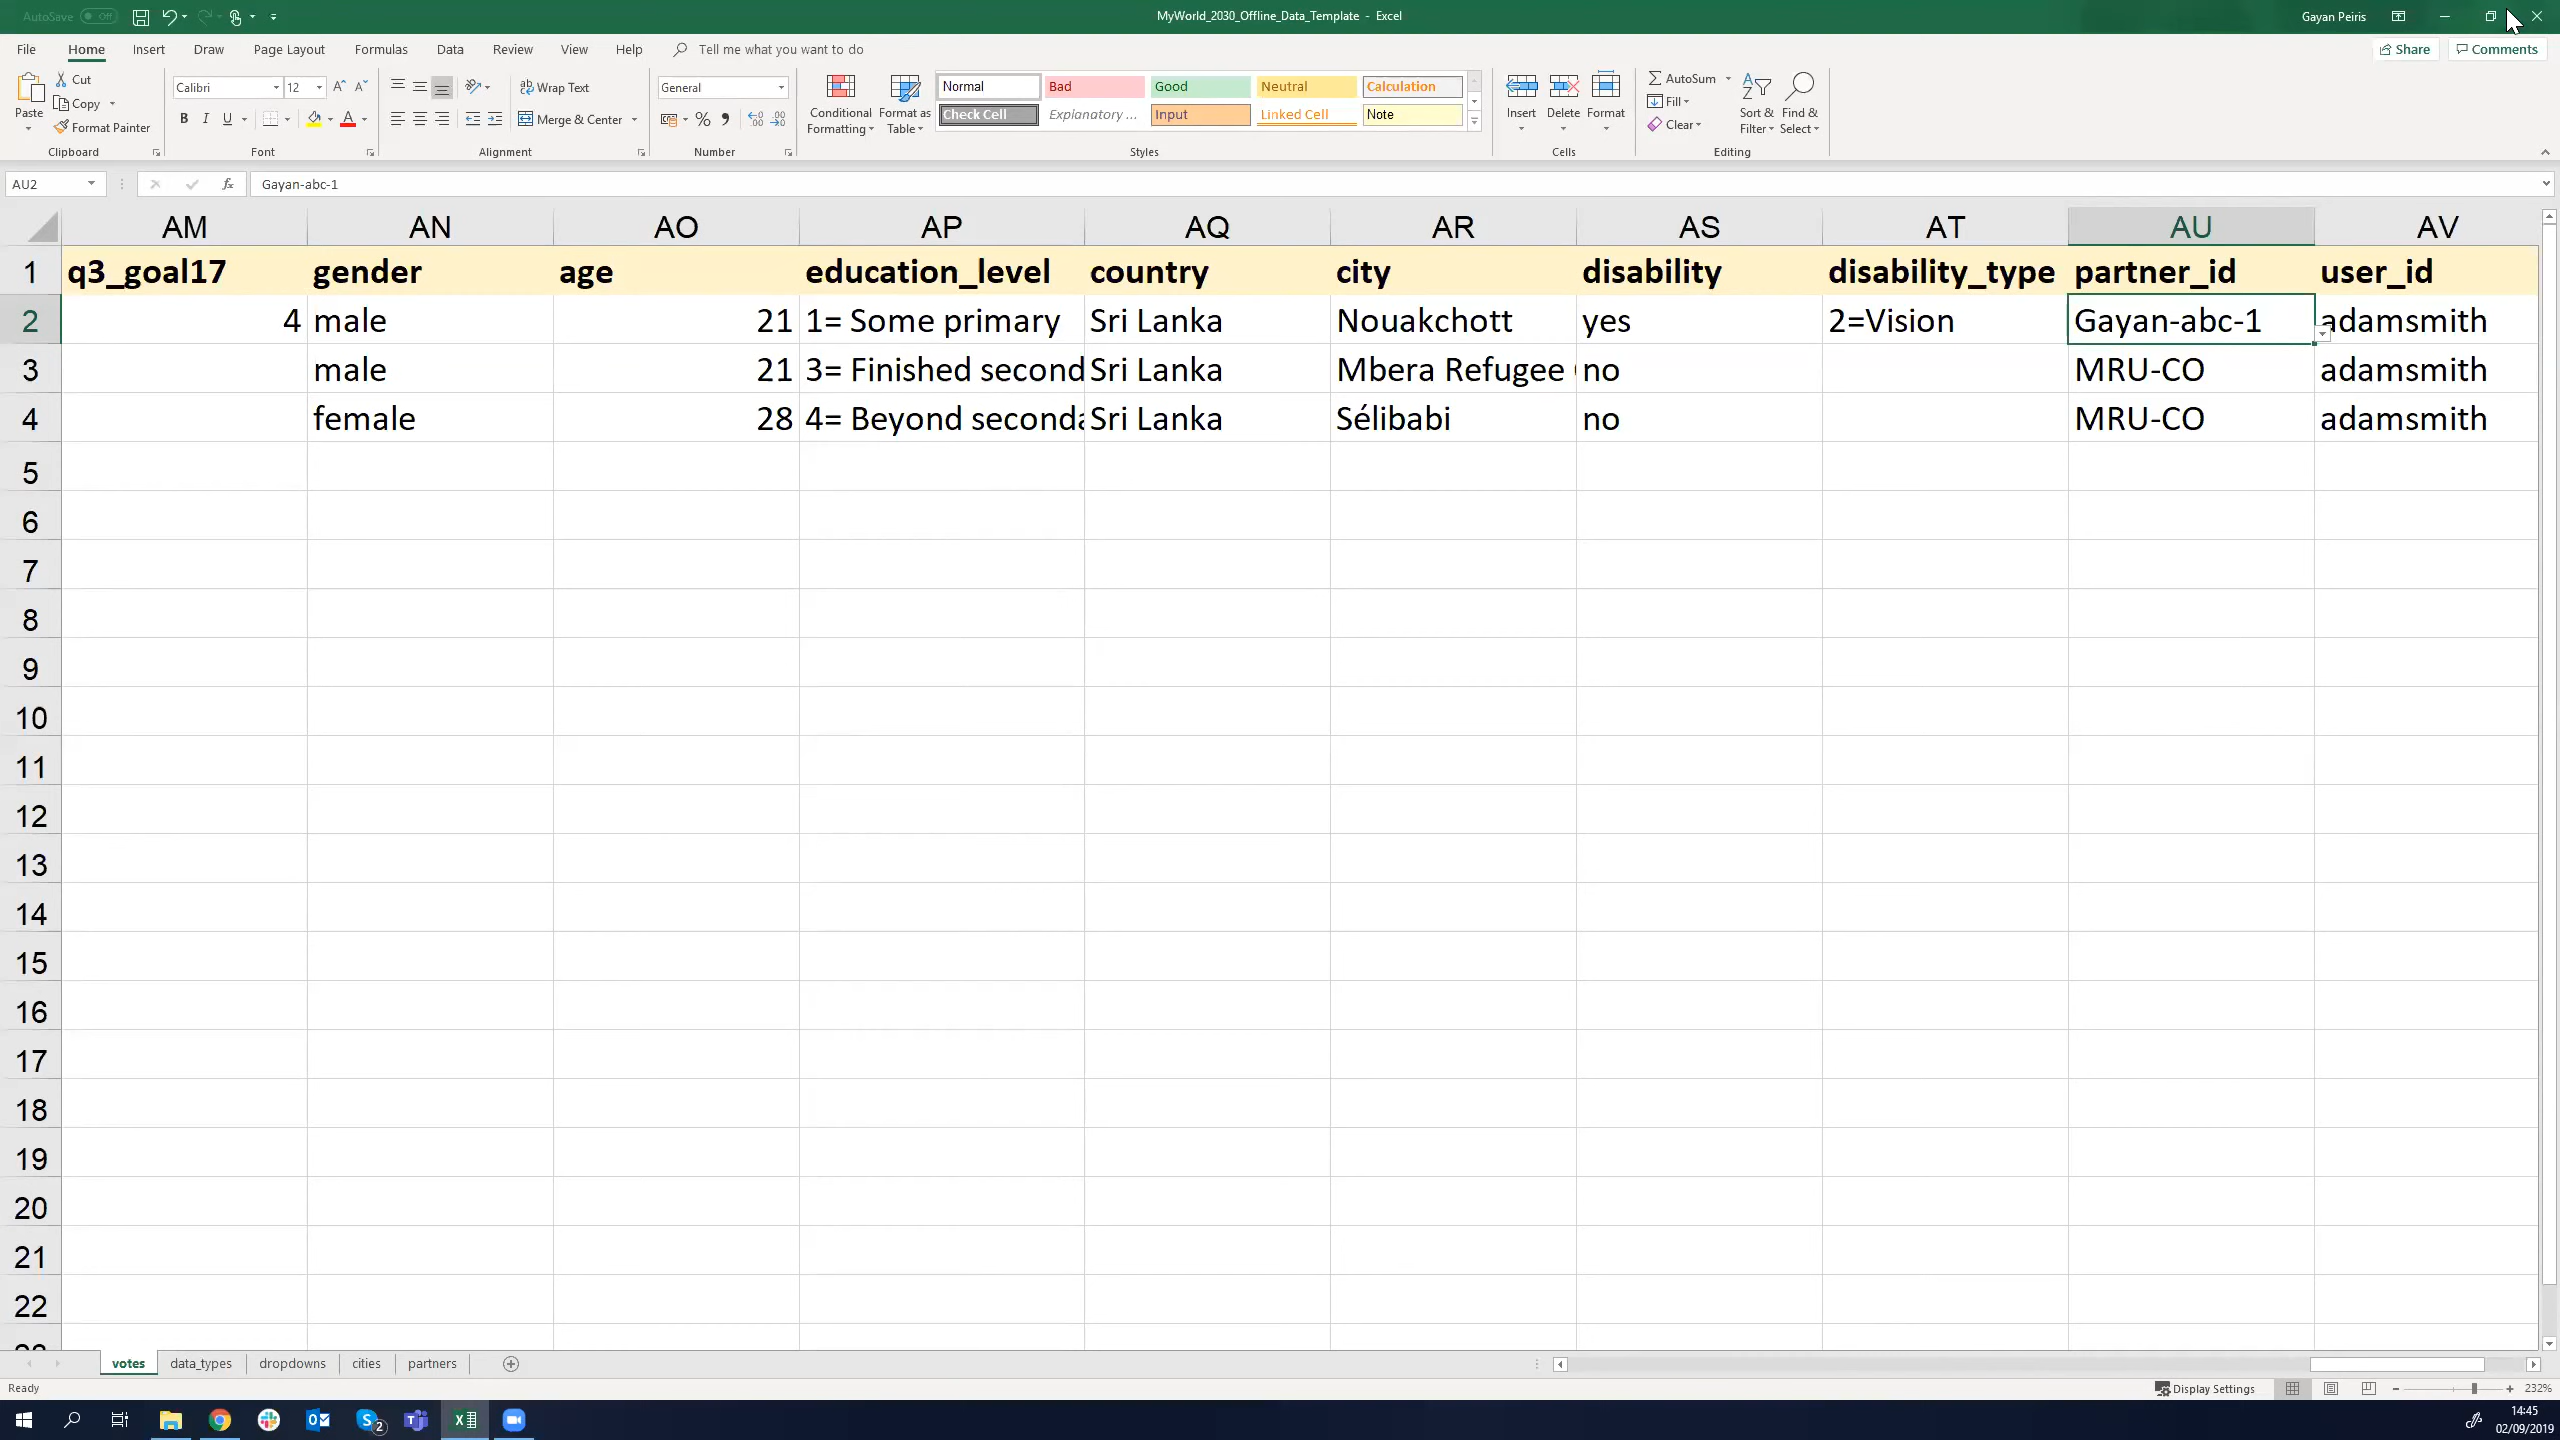 AutoSave Off MyWorld_2030_Offline_Data_Template - Excel Gayan Peiris
File Home Insert Draw Page Layout Formulas Data Review View Help Tell me what you want to do Share Comments
Paste Cut Copy Format Painter Clipboard
Calibri 12 B I U A Font
Wrap Text Merge & Center Alignment
General % Number
Conditional Formatting Format as Table
Normal Bad Good Neutral Calculation
Check Cell Explanatory ... Input Linked Cell Note
Styles
Insert Delete Format Cells
AutoSum Fill Clear Sort & Filter Find & Select Editing
AU2 fx Gayan-abc-1
AM AN AO AP AQ AR AS AT AU AV
1 q3_goal17 gender age education_level country city disability disability_type partner_id user_id
2 4 male 21 1= Some primary Sri Lanka Nouakchott yes 2=Vision Gayan-abc-1 adamsmith
3 male 21 3= Finished second Sri Lanka Mbera Refugee no MRU-CO adamsmith
4 female 28 4= Beyond seconda Sri Lanka Sélibabi no MRU-CO adamsmith
5
6
7
8
9
10
11
12
13
14
15
16
17
18
19
20
21
22
votes data_types dropdowns cities partners
Ready Display Settings 232%
14:45
02/09/2019